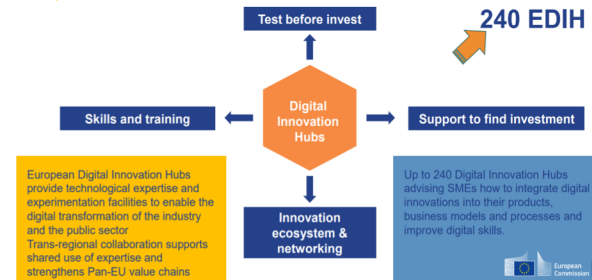 Test before invest
240 EDIH
Skills and training
Digital
Innovation
Hubs
Support to find investment
European Digital Innovation Hubs
provide technological expertise and
experimentation facilities to enable the
digital transformation of the industry
and the public sector
Trans-regional collaboration supports
shared use of expertise and
strengthens Pan-EU value chains
Innovation
ecosystem &
networking
Up to 240 Digital Innovation Hubs
advising SMEs how to integrate digital
innovations into their products,
business models and processes and
improve digital skills.
European
Commission